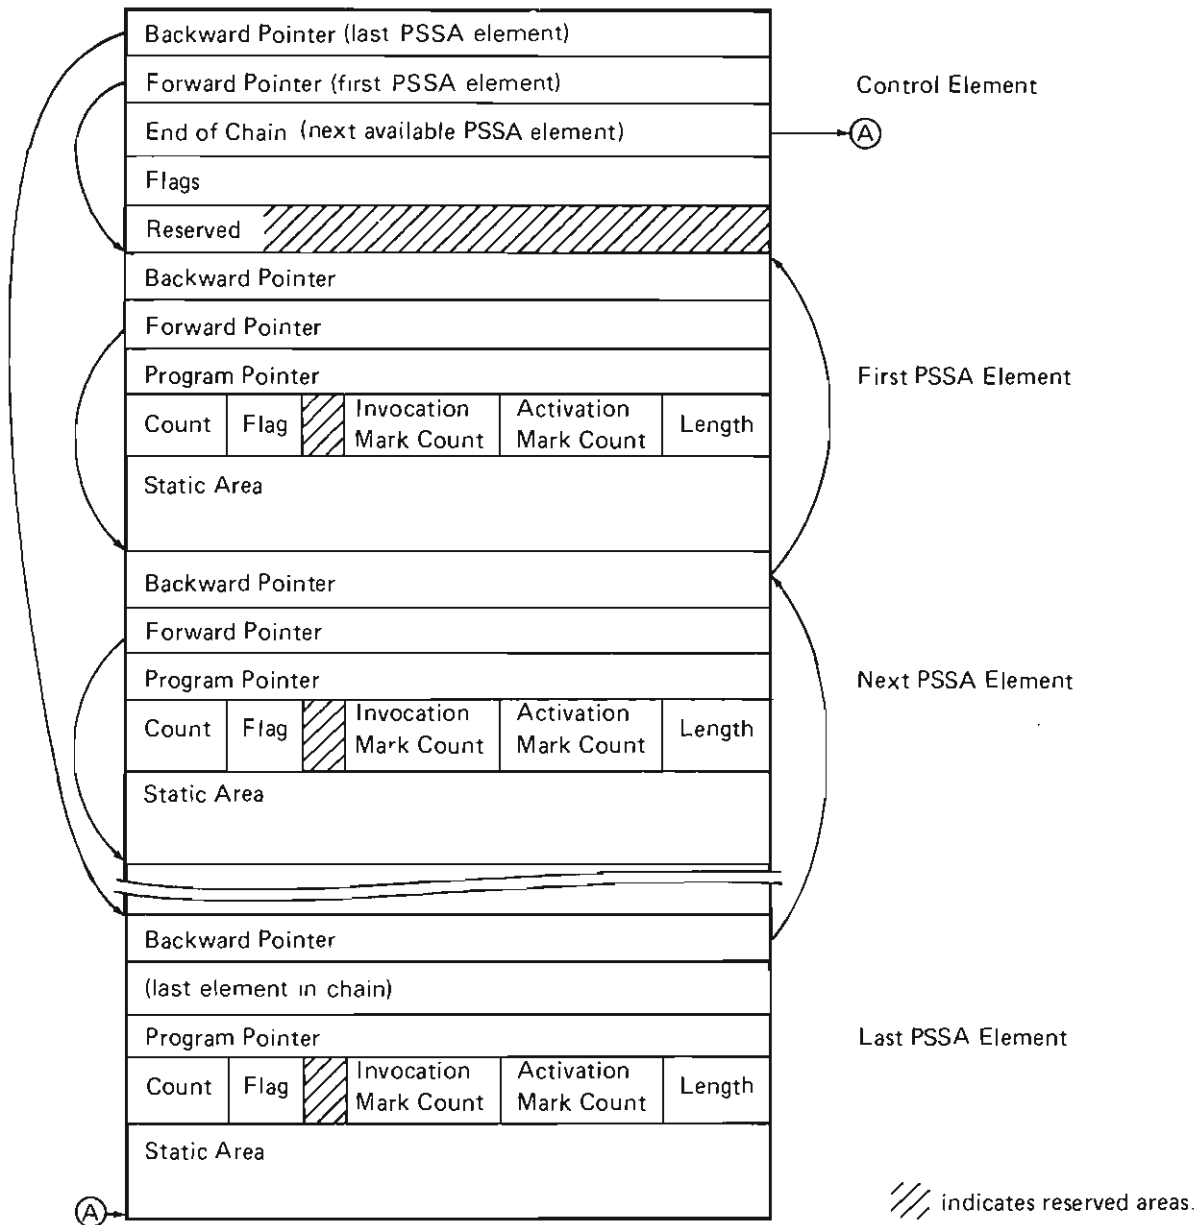 Backward Pointer (last PSSA element)
Forward Pointer (first PSSA element)
Control Element
End of Chain (next available PSSA element)
A
Flags
Reserved
Backward Pointer
Forward Pointer
Program Pointer
First PSSA Element
Count Flag Invocation Mark Count Activation Mark Count Length
Static Area
Backward Pointer
Forward Pointer
Program Pointer
Next PSSA Element
Count Flag Invocation Mark Count Activation Mark Count Length
Static Area
Backward Pointer
(last element in chain)
Program Pointer
Last PSSA Element
Count Flag Invocation Mark Count Activation Mark Count Length
Static Area
A
indicates reserved areas.